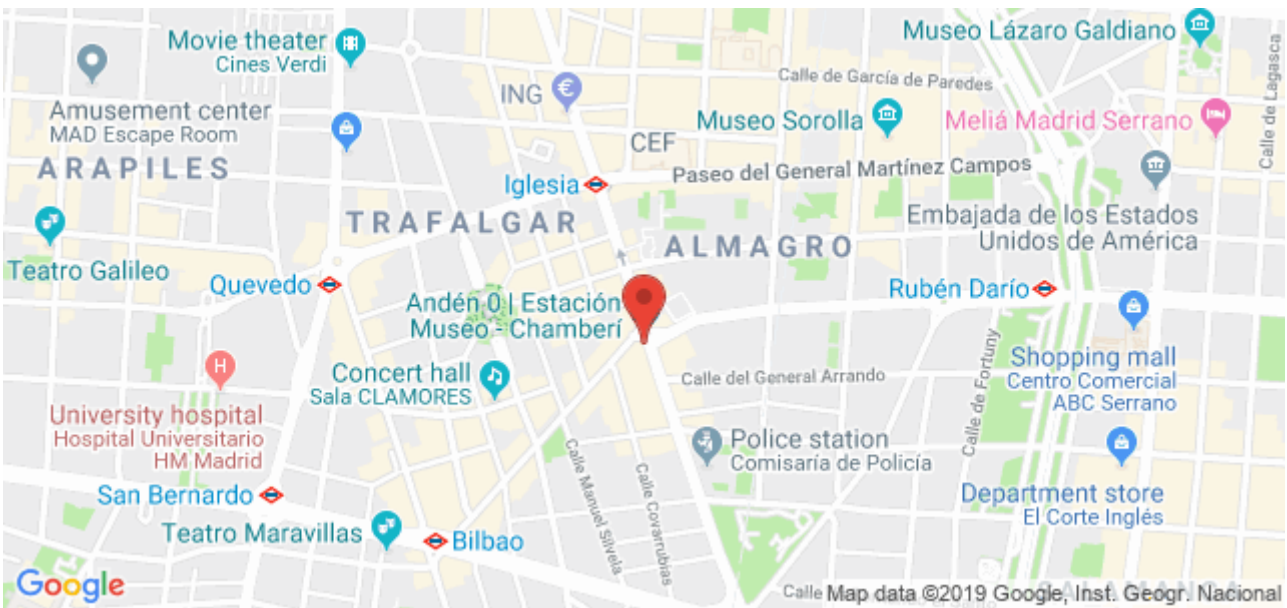 Movie theater
Cines Verdi
Museo Lázaro Galdiano
Calle de García de Paredes
Calle de Lagasca
ING
Amusement center
MAD Escape Room
Museo Sorolla
Meliá Madrid Serrano
CEF
ARAPILES
Paseo del General Martínez Campos
Iglesia
TRAFALGAR
Embajada de los Estados
Unidos de América
ALMAGRO
Teatro Galileo
Quevedo
Rubén Darío
Andén 0 | Estación
Museo - Chamberí
Concert hall
Sala CLAMORES
Calle del General Arrando
Calle de Fortuny
Shopping mall
Centro Comercial
ABC Serrano
H
University hospital
Hospital Universitario
HM Madrid
Police station
Comisaría de Policía
Calle Manuel Silvela
Calle Covarrubias
San Bernardo
Department store
El Corte Inglés
Teatro Maravillas
Bilbao
Google
Calle
Map data ©2019 Google, Inst. Geogr. Nacional